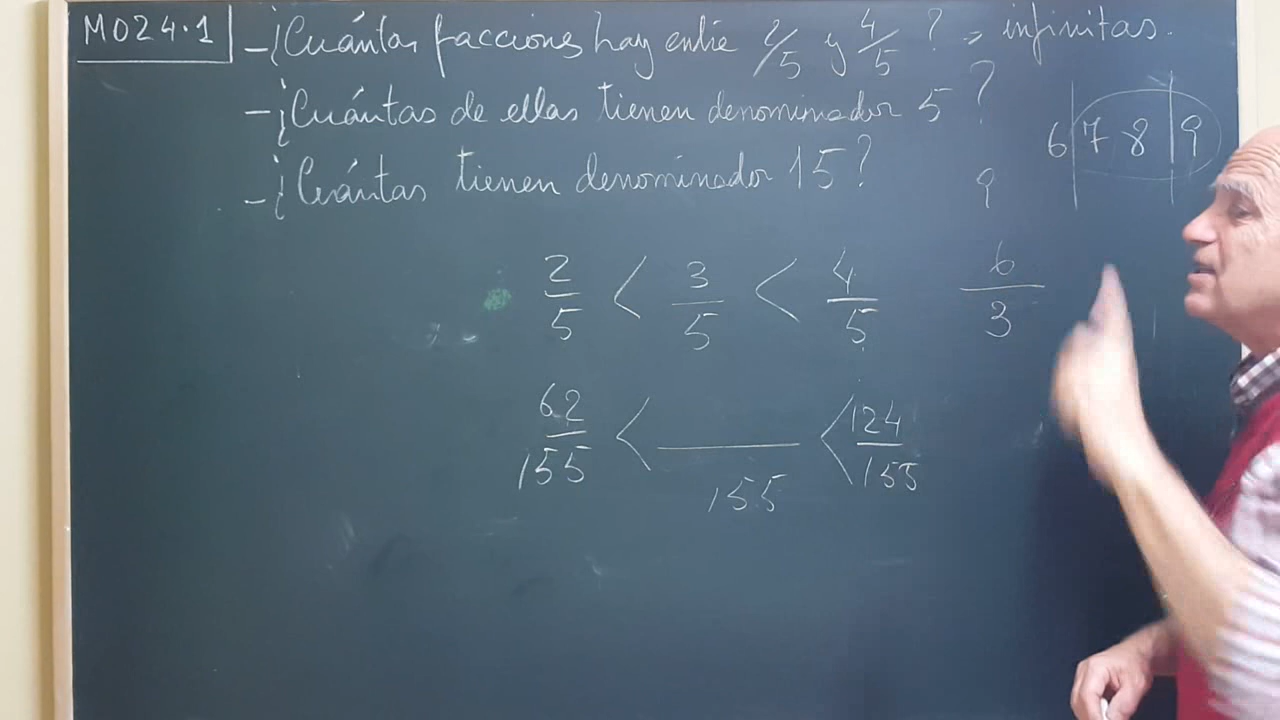 M024.1
-¿Cuántas facciones hay entre 2/5 y 4/5 ? = infinitas.
-¿Cuántas de ellas tienen denominador 5 ?
-¿Cuántas tienen denominador 15 ?
6 | 7 8 | 9
9
2/5 < 3/5 < 4/5
6/3
62/155 < __/155 < 124/155